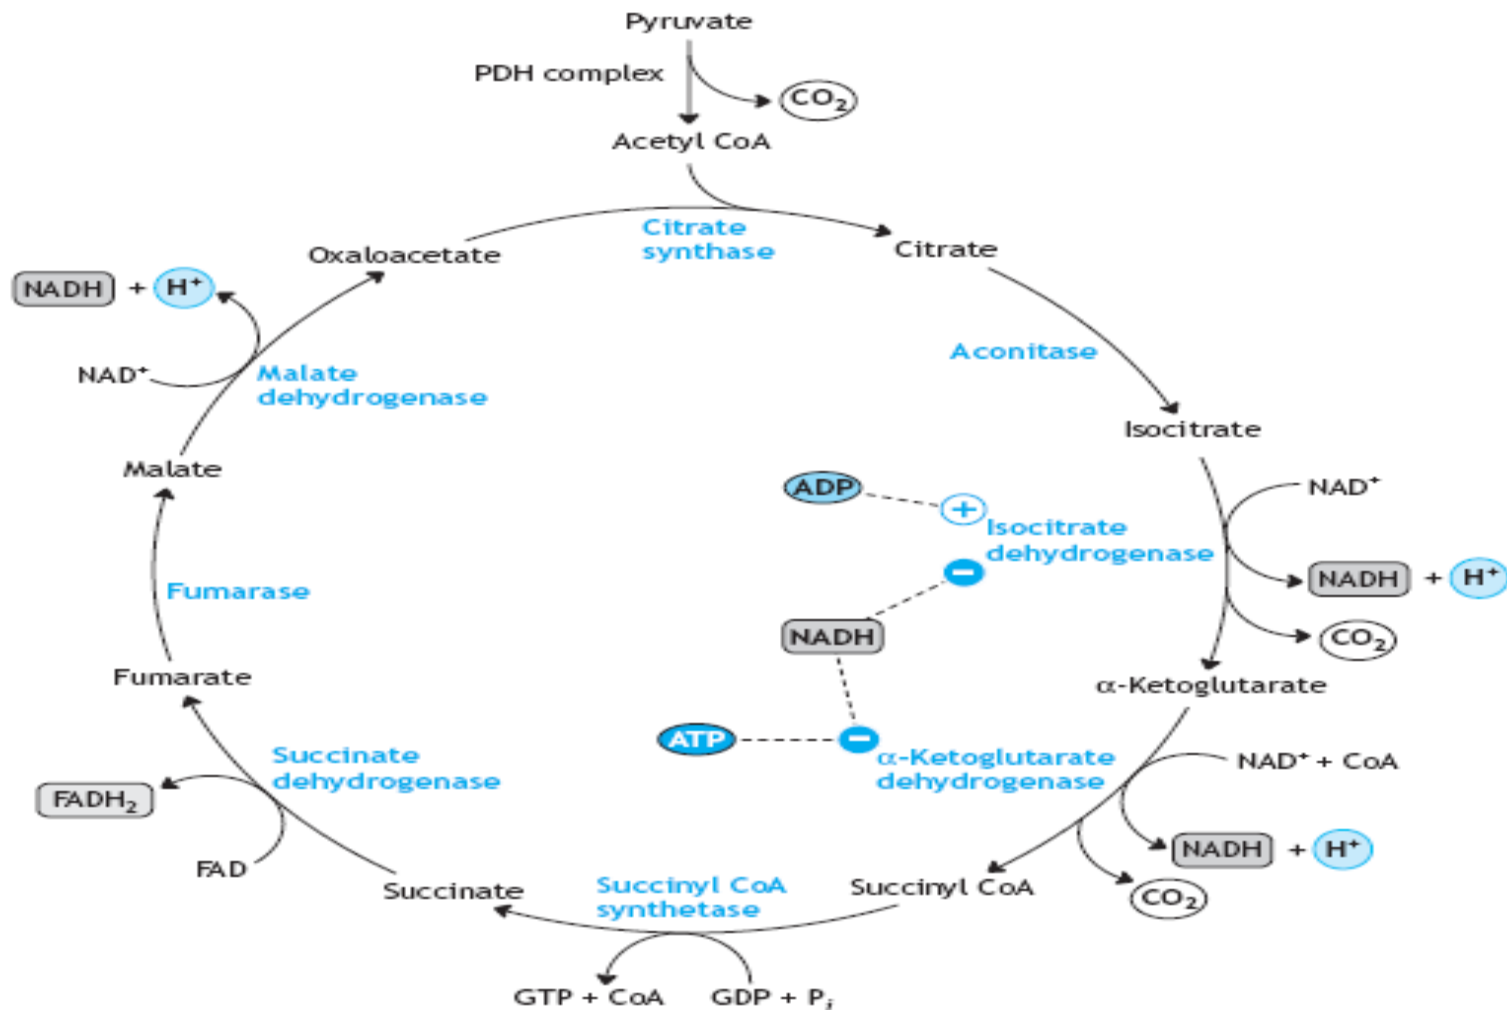 Pyruvate
PDH complex
CO₂
Acetyl CoA
Citrate
synthase
Oxaloacetate
Citrate
NADH + H⁺
Aconitase
NAD⁺
Malate
dehydrogenase
Isocitrate
Malate
ADP
+
NAD⁺
Isocitrate
dehydrogenase
−
NADH + H⁺
Fumarase
NADH
CO₂
Fumarate
α-Ketoglutarate
ATP
−
Succinate
dehydrogenase
α-Ketoglutarate
dehydrogenase
NAD⁺ + CoA
FADH₂
NADH + H⁺
FAD
Succinate
Succinyl CoA
synthetase
Succinyl CoA
CO₂
GTP + CoA
GDP + Pᵢ